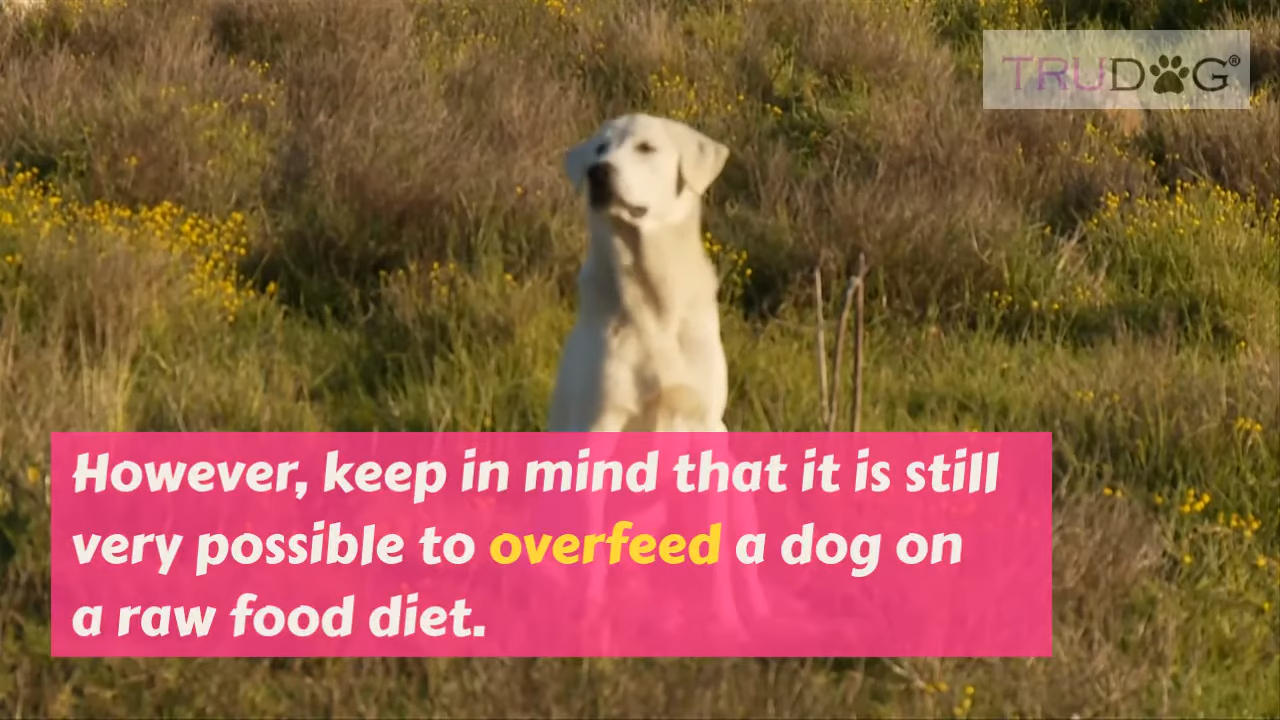 TRUDOG®
However, keep in mind that it is still
very possible to overfeed a dog on
a raw food diet.